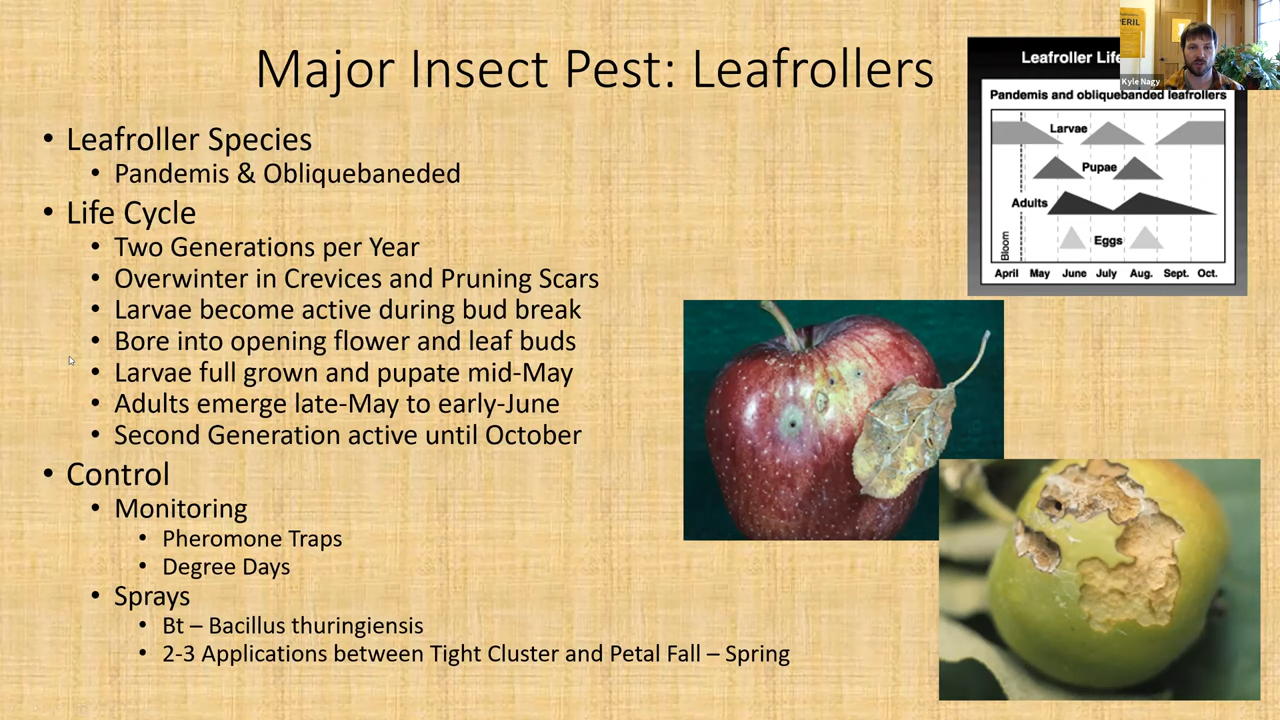 Major Insect Pest: Leafrollers
• Leafroller Species
• Pandemis & Obliquebaneded
• Life Cycle
• Two Generations per Year
• Overwinter in Crevices and Pruning Scars
• Larvae become active during bud break
• Bore into opening flower and leaf buds
• Larvae full grown and pupate mid-May
• Adults emerge late-May to early-June
• Second Generation active until October
• Control
• Monitoring
• Pheromone Traps
• Degree Days
• Sprays
• Bt – Bacillus thuringiensis
• 2-3 Applications between Tight Cluster and Petal Fall – Spring
Leafroller Life
Pandemis and obliquebanded leafrollers
Larvae
Pupae
Adults
Eggs
Bloom
April May June July Aug. Sept. Oct.
PERIL
Kyle Nagy